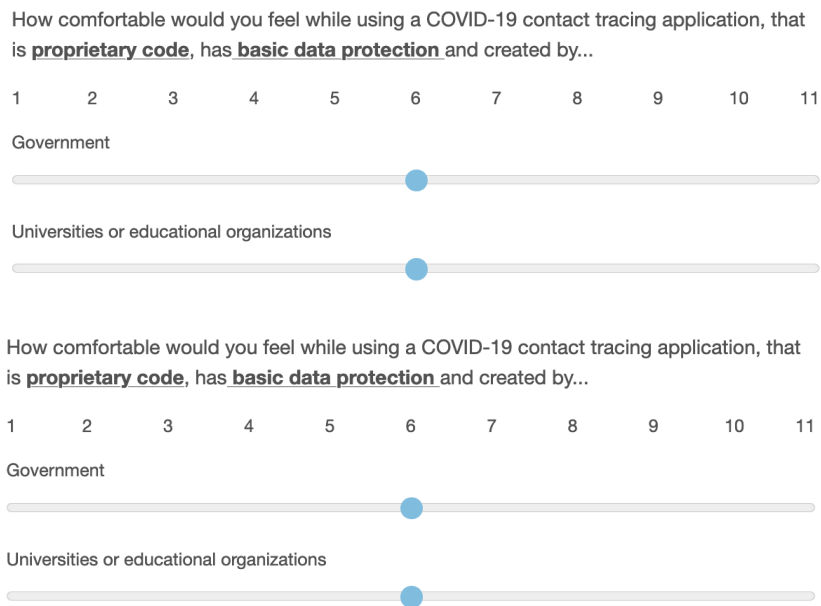 How comfortable would you feel while using a COVID-19 contact tracing application, that
is proprietary code, has basic data protection and created by...
1 2 3 4 5 6 7 8 9 10 11
Government
Universities or educational organizations
How comfortable would you feel while using a COVID-19 contact tracing application, that
is proprietary code, has basic data protection and created by...
1 2 3 4 5 6 7 8 9 10 11
Government
Universities or educational organizations